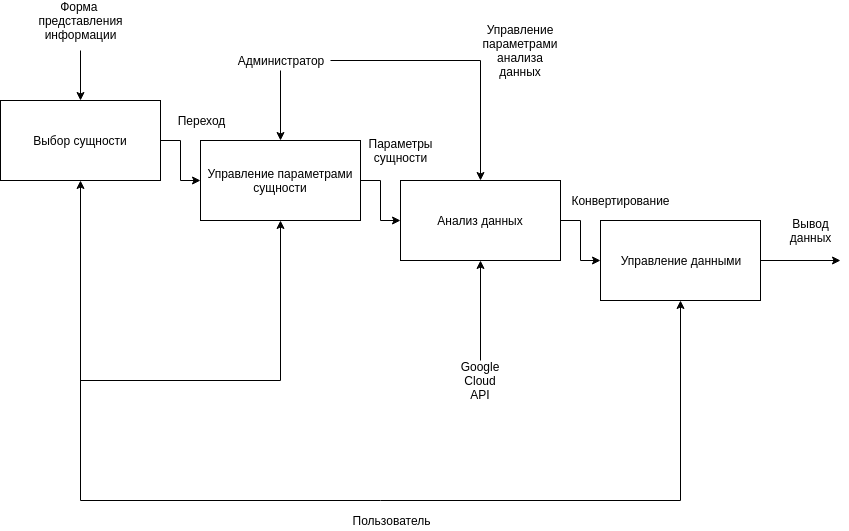 Форма
представления
информации
Администратор
Управление
параметрами
анализа
данных
Выбор сущности
Переход
Управление параметрами
сущности
Параметры
сущности
Анализ данных
Конвертирование
Управление данными
Вывод
данных
Google
Cloud
API
Пользователь